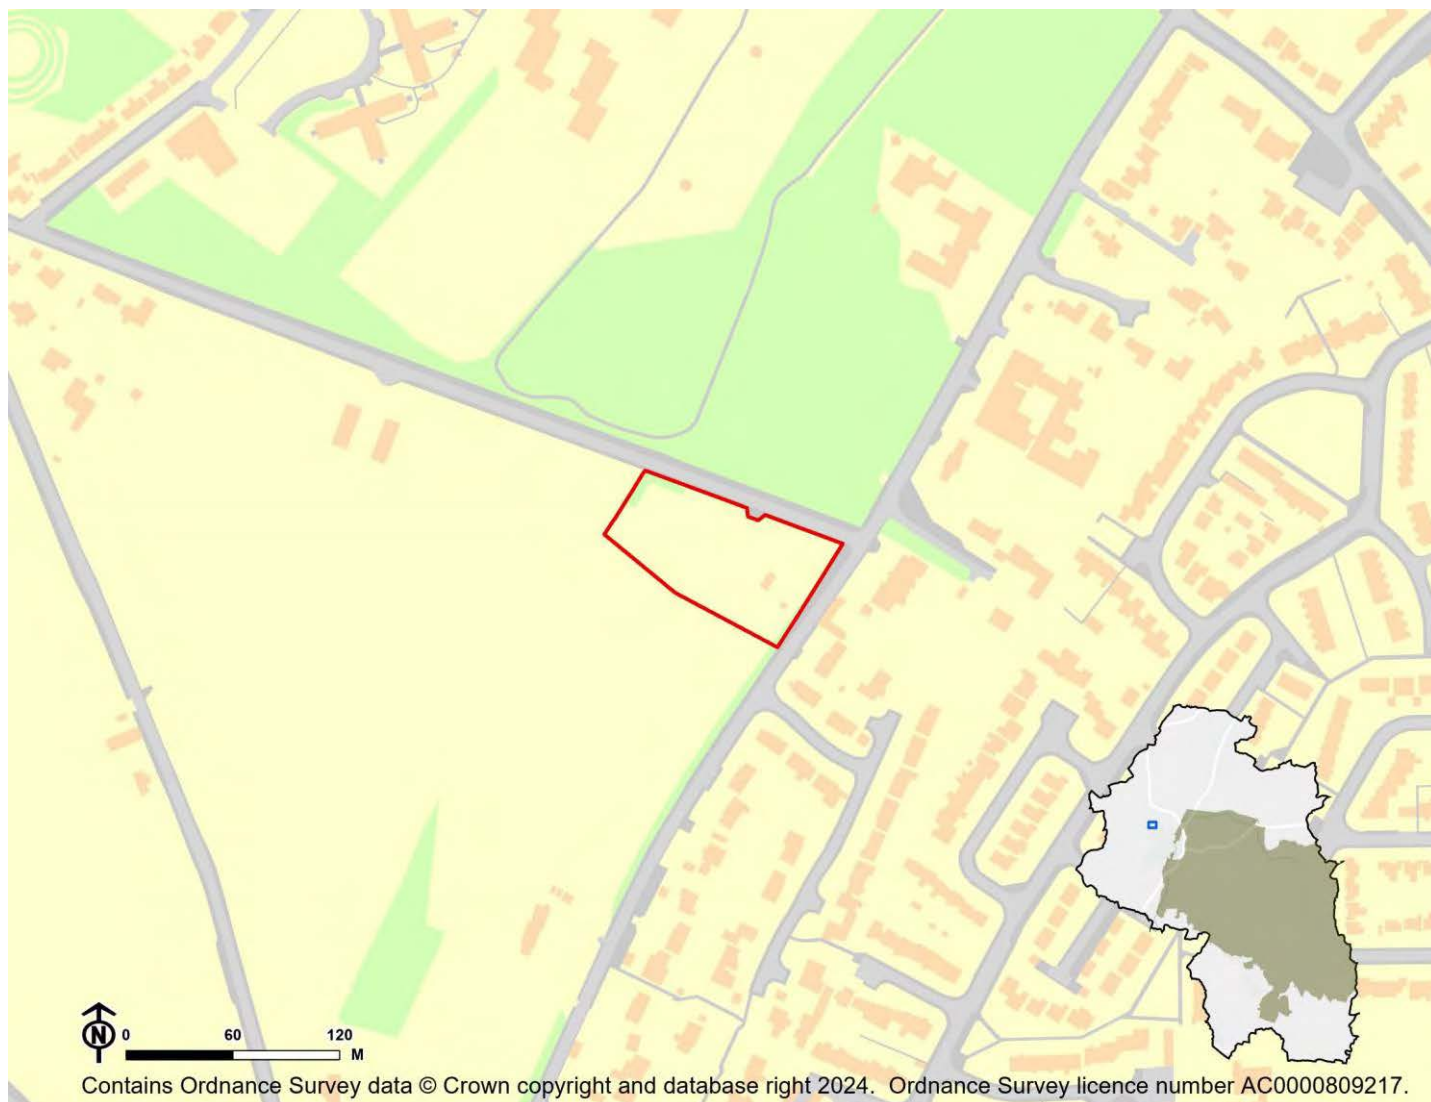 N
0 60 120
M
Contains Ordnance Survey data © Crown copyright and database right 2024. Ordnance Survey licence number AC0000809217.